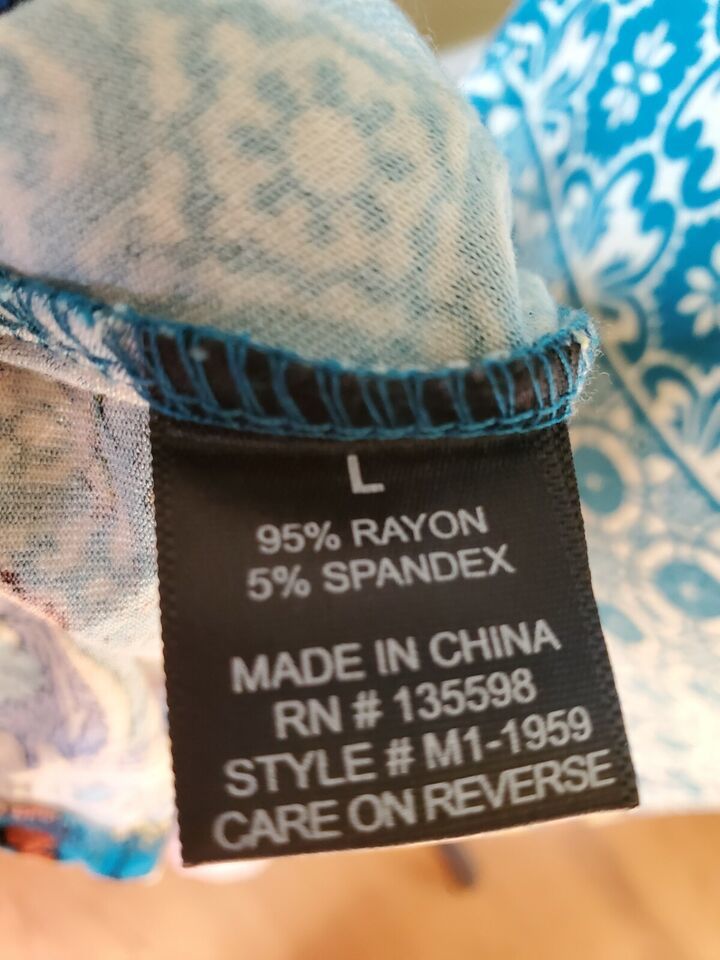 L
95% RAYON
5% SPANDEX
MADE IN CHINA
RN # 135598
STYLE # M1-1959
CARE ON REVERSE